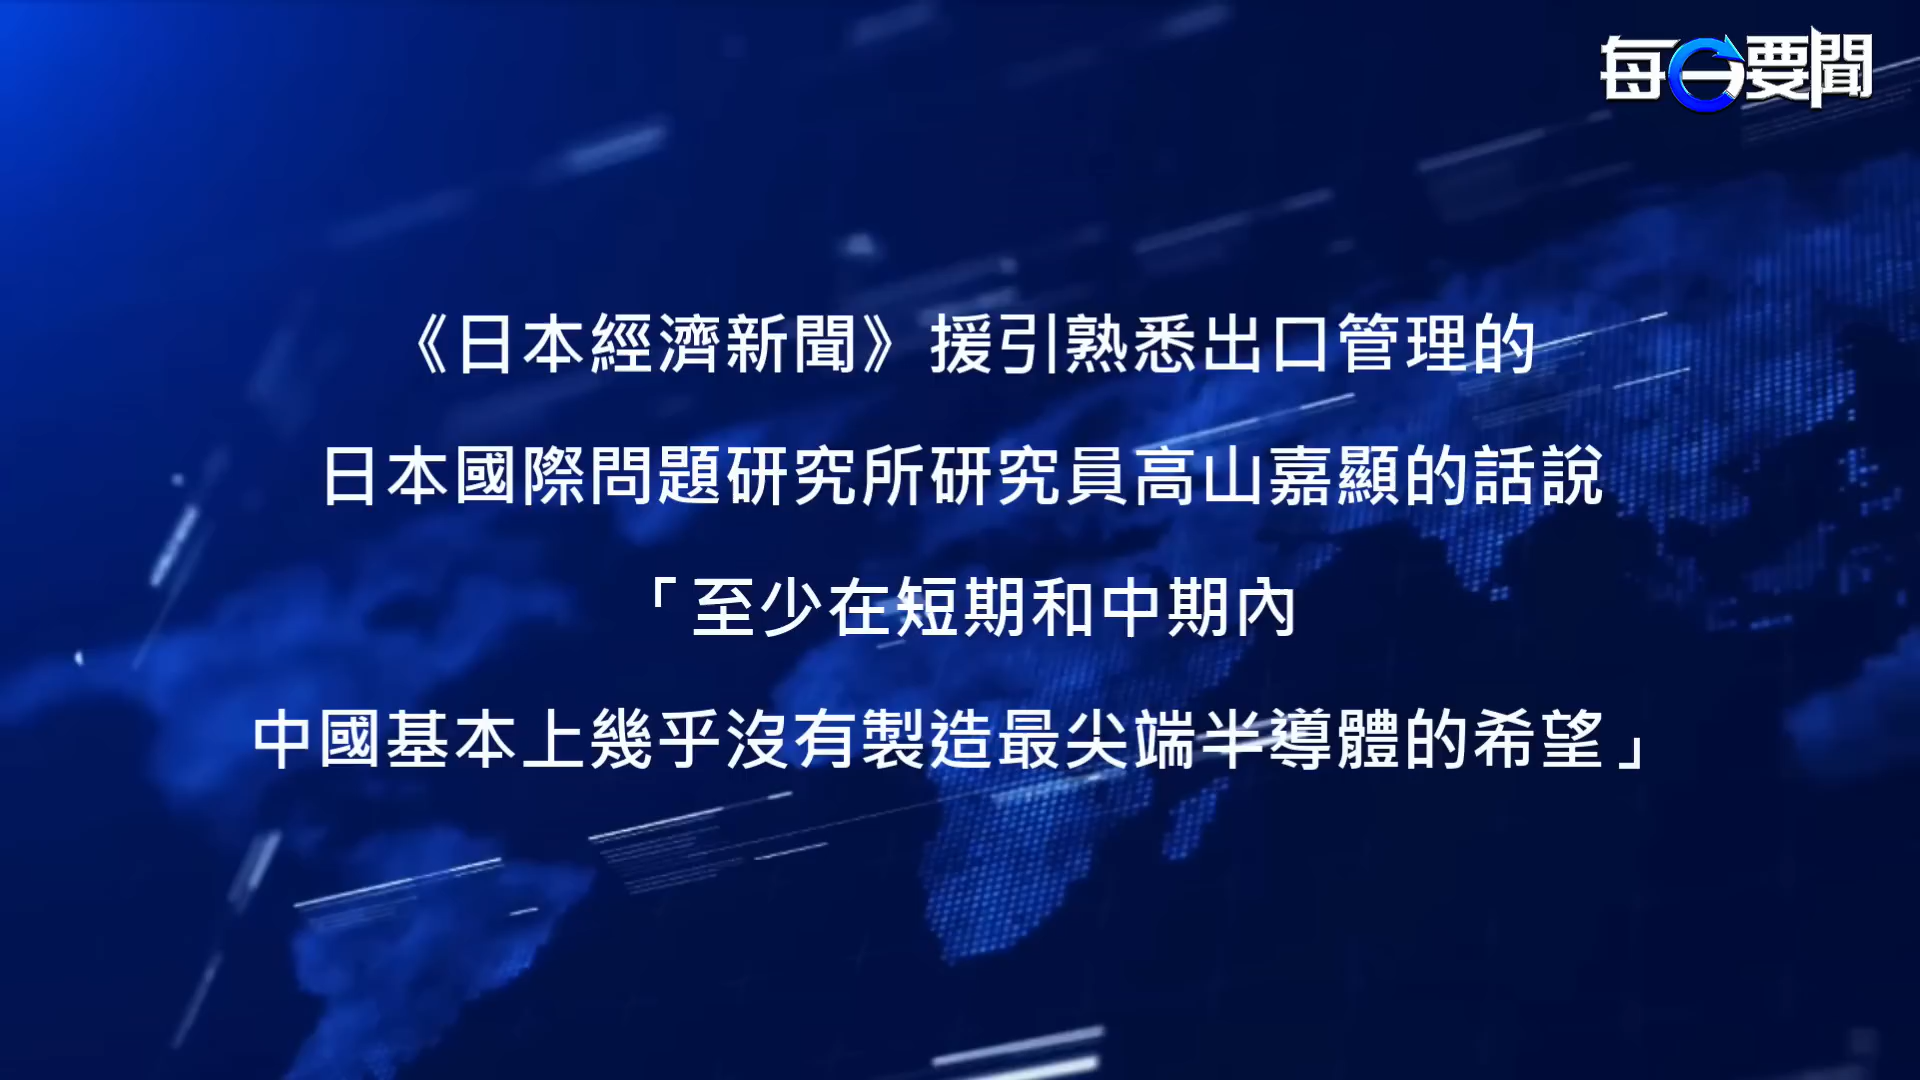 每日要聞
《日本經濟新聞》援引熟悉出口管理的
日本國際問題研究所研究員高山嘉顯的話說
「至少在短期和中期內
中國基本上幾乎沒有製造最尖端半導體的希望」